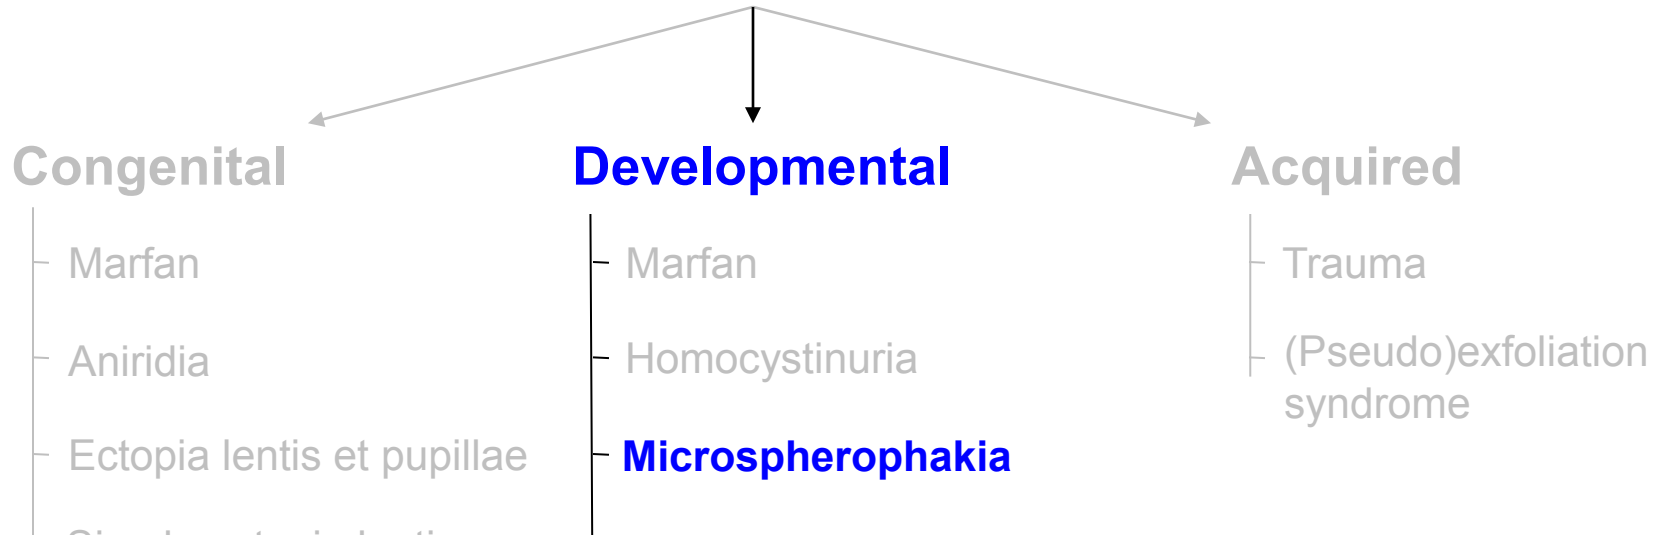 Congenital
Marfan
Aniridia
Ectopia lentis et pupillae
Developmental
Marfan
Homocystinuria
Microspherophakia
Acquired
Trauma
(Pseudo)exfoliation
syndrome